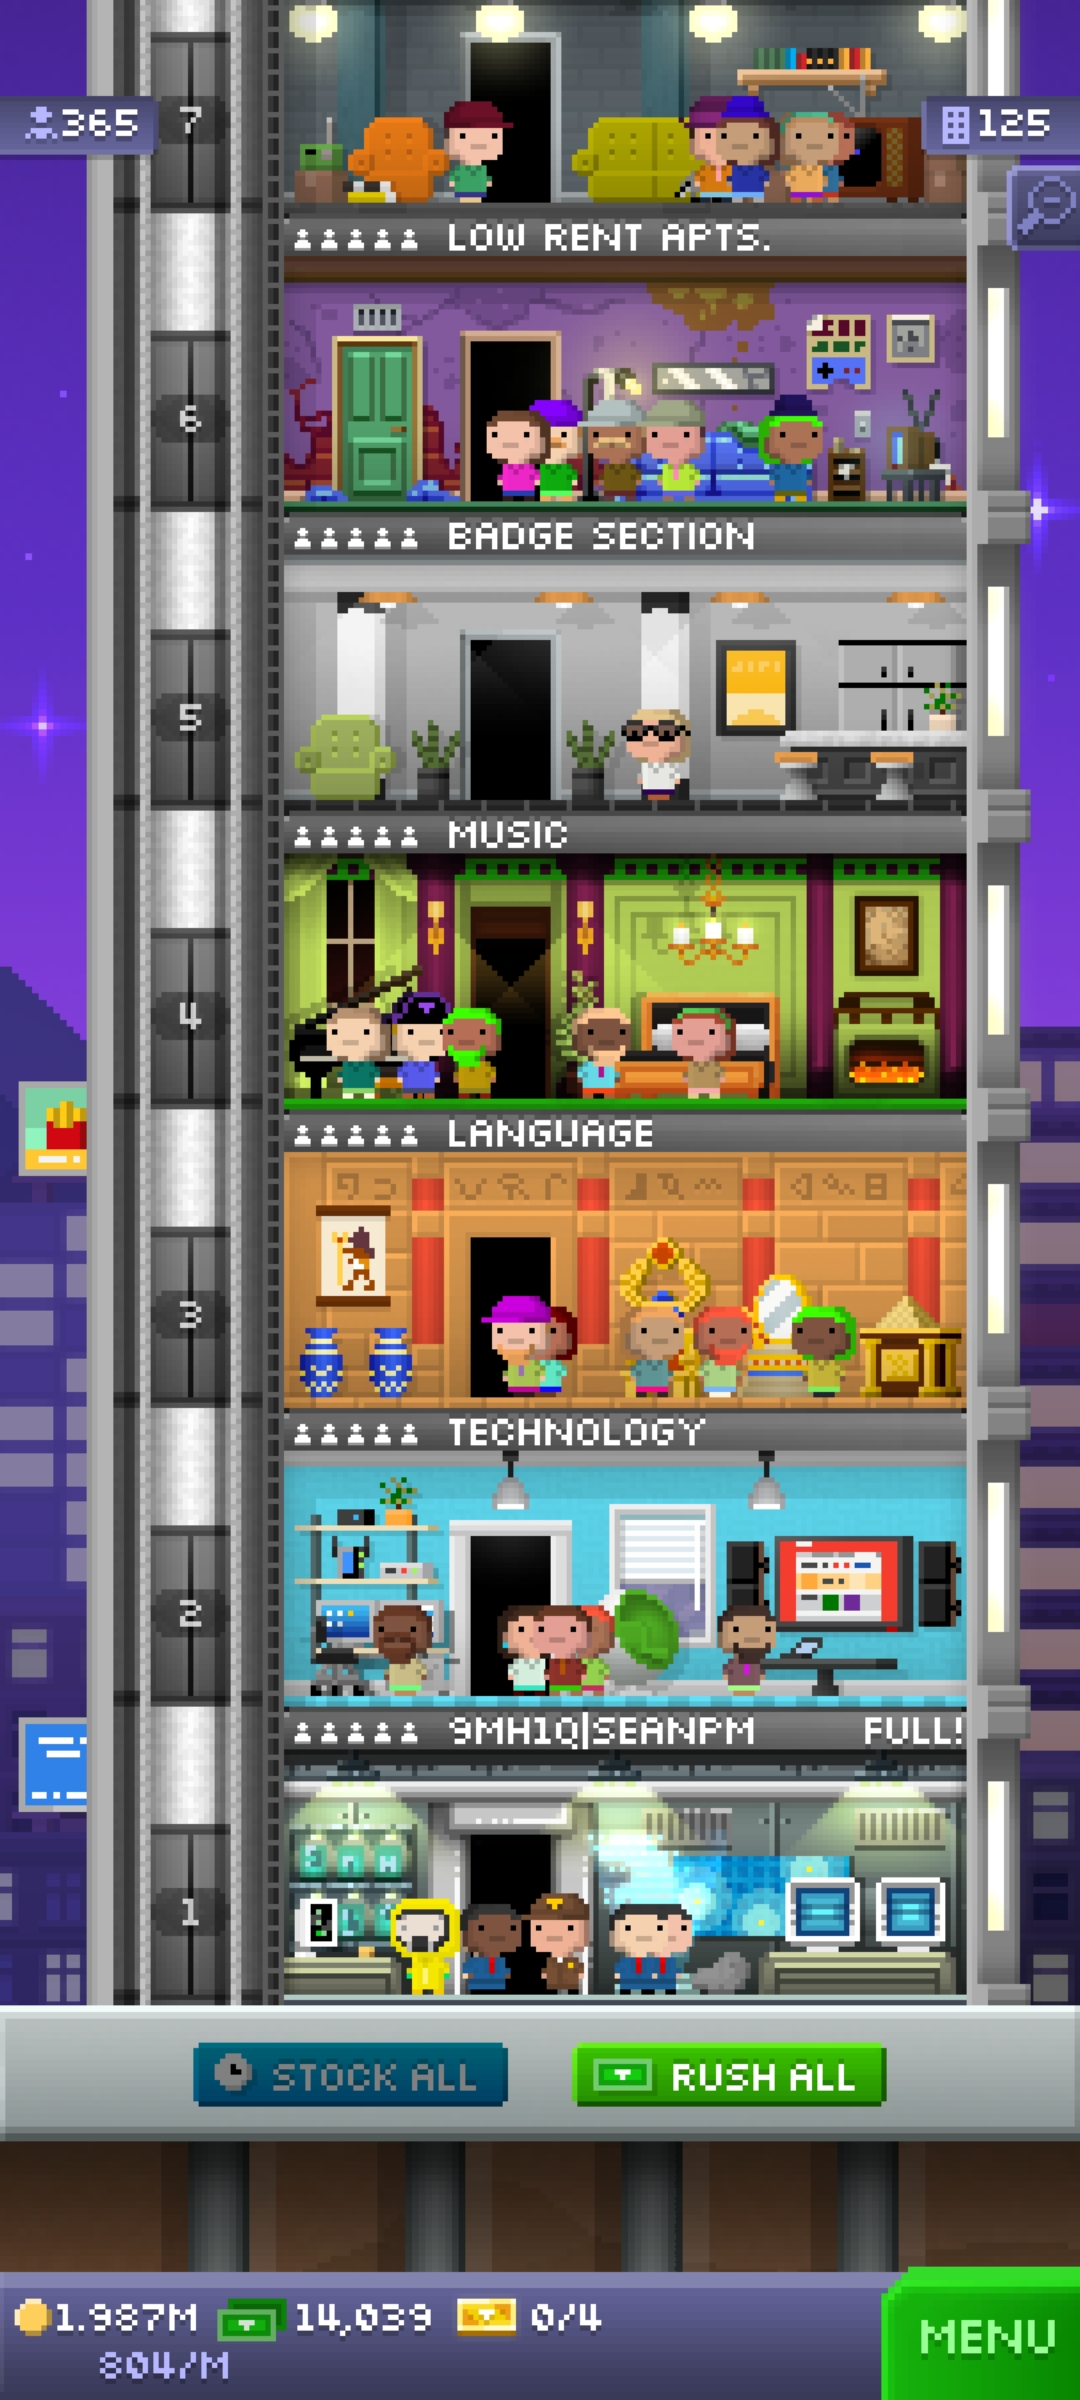 365
7
125
LOW RENT APTS.
6
BADGE SECTION
5
MUSIC
4
LANGUAGE
3
TECHNOLOGY
2
9MH1Q|SEANPM FULL!
1
STOCK ALL
RUSH ALL
1.987M 14,039 0/4
804/M
MENU